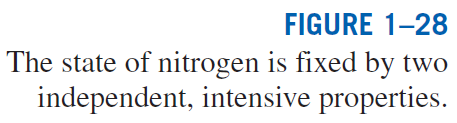 FIGURE 1–28
The state of nitrogen is fixed by two
independent, intensive properties.